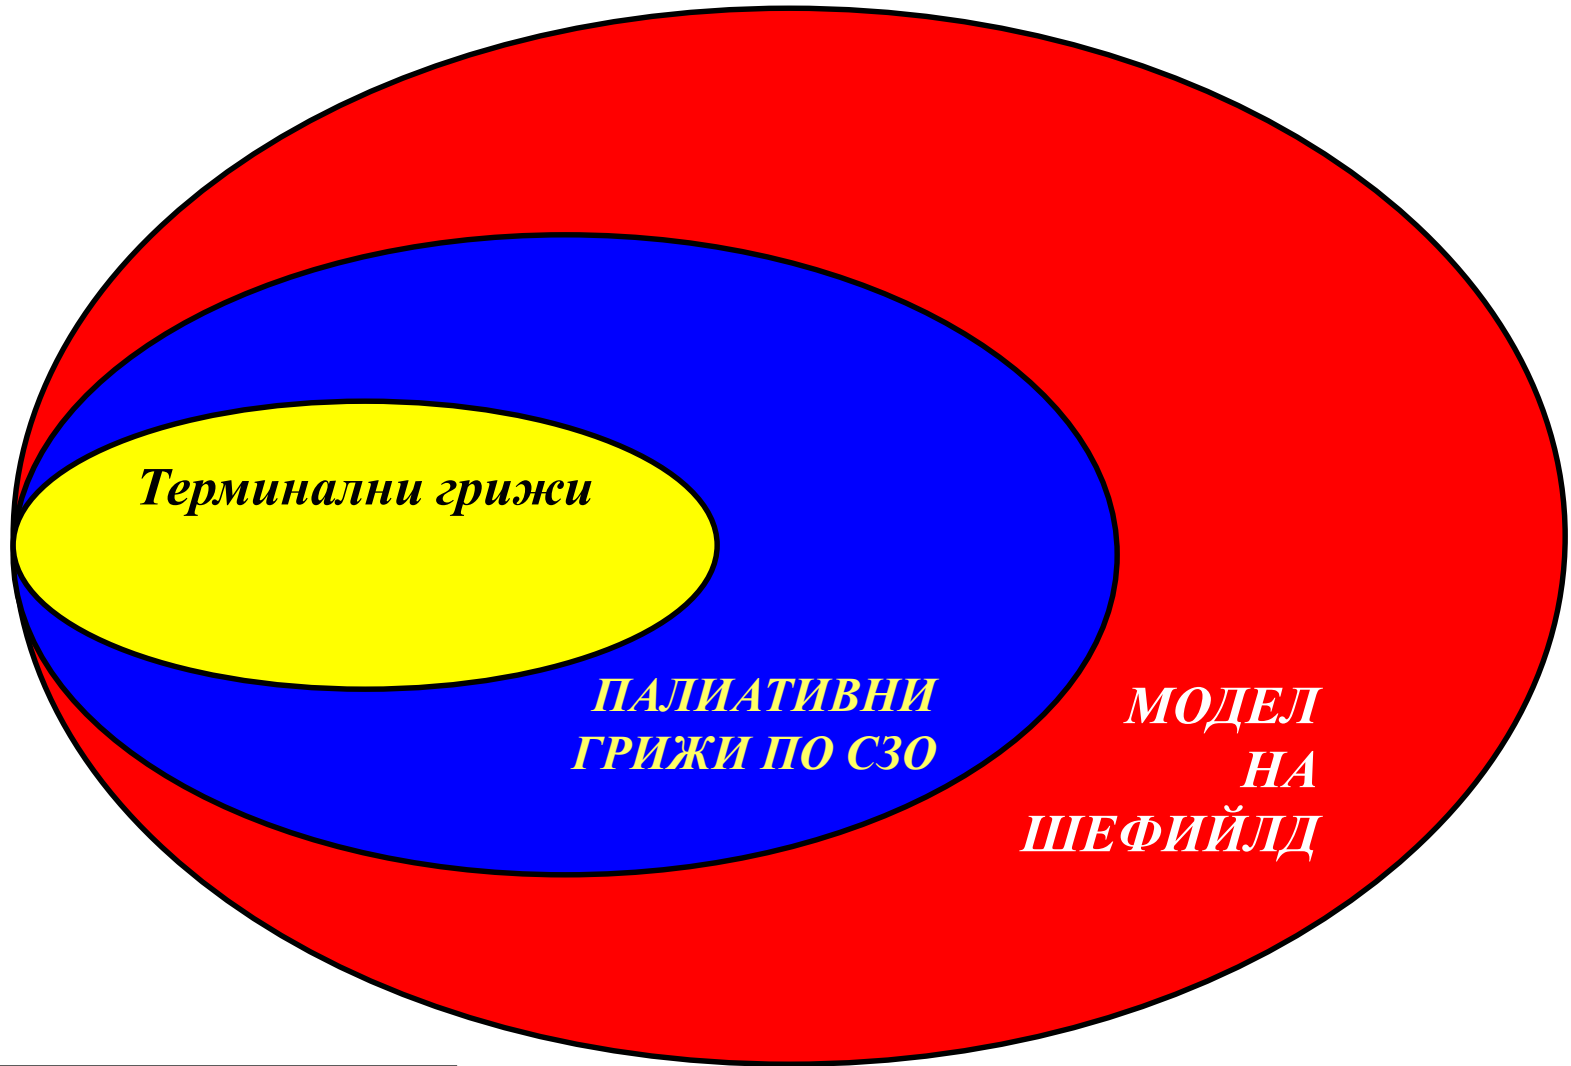 Терминални грижи
ПАЛИАТИВНИ
ГРИЖИ ПО СЗО
МОДЕЛ
НА
ШЕФИЙЛД